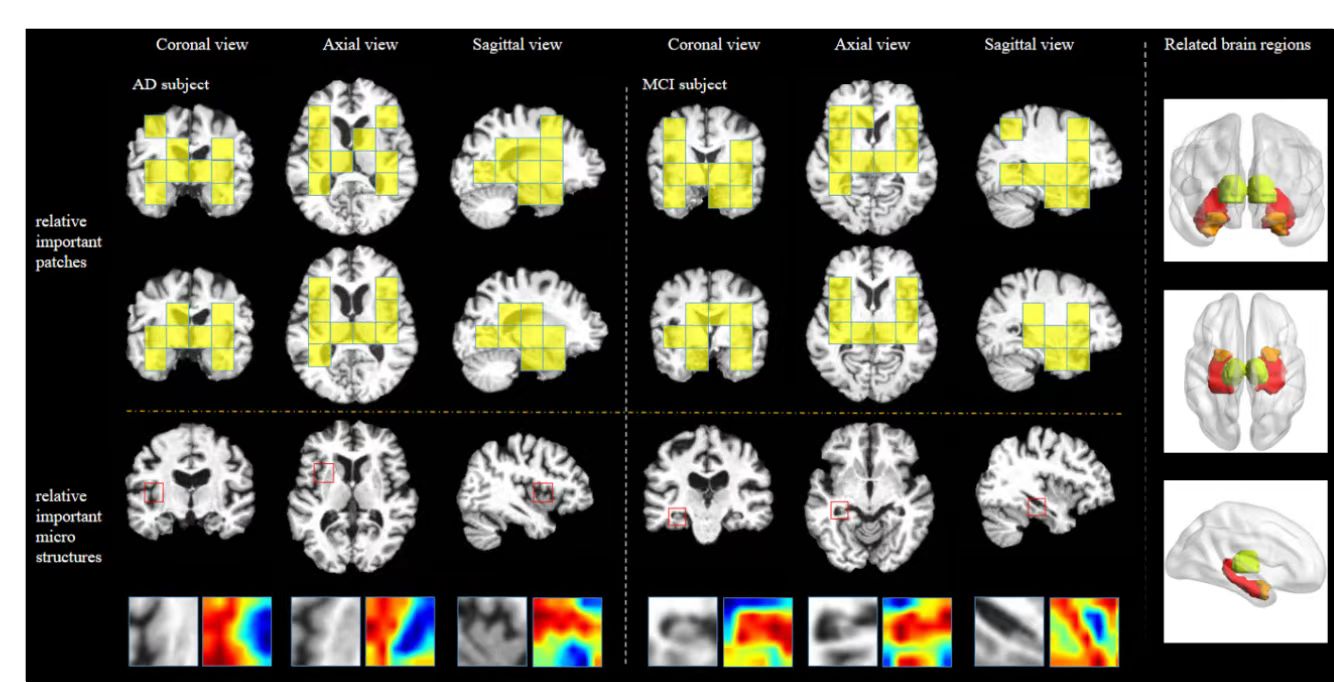 Coronal view Axial view Sagittal view Coronal view Axial view Sagittal view Related brain regions
AD subject MCI subject
relative
important
patches
relative
important
micro
structures